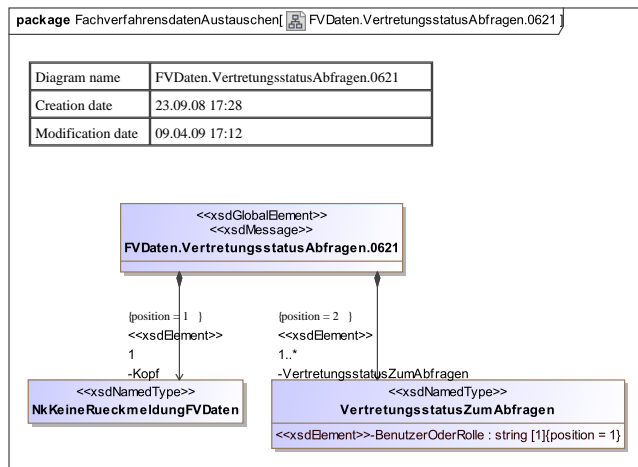 package FachverfahrensdatenAustauschen[ FVDaten.VertretungsstatusAbfragen.0621 ]
Diagram name FVDaten.VertretungsstatusAbfragen.0621
Creation date 23.09.08 17:28
Modification date 09.04.09 17:12
<<xsdGlobalElement>>
<<xsdMessage>>
FVDaten.VertretungsstatusAbfragen.0621
{position = 1 }
<<xsdElement>>
1
-Kopf
{position = 2 }
<<xsdElement>>
1..*
-VertretungsstatusZumAbfragen
<<xsdNamedType>>
NkKeineRueckmeldungFVDaten
<<xsdNamedType>>
VertretungsstatusZumAbfragen
<<xsdElement>>-BenutzerOderRolle : string [1]{position = 1}